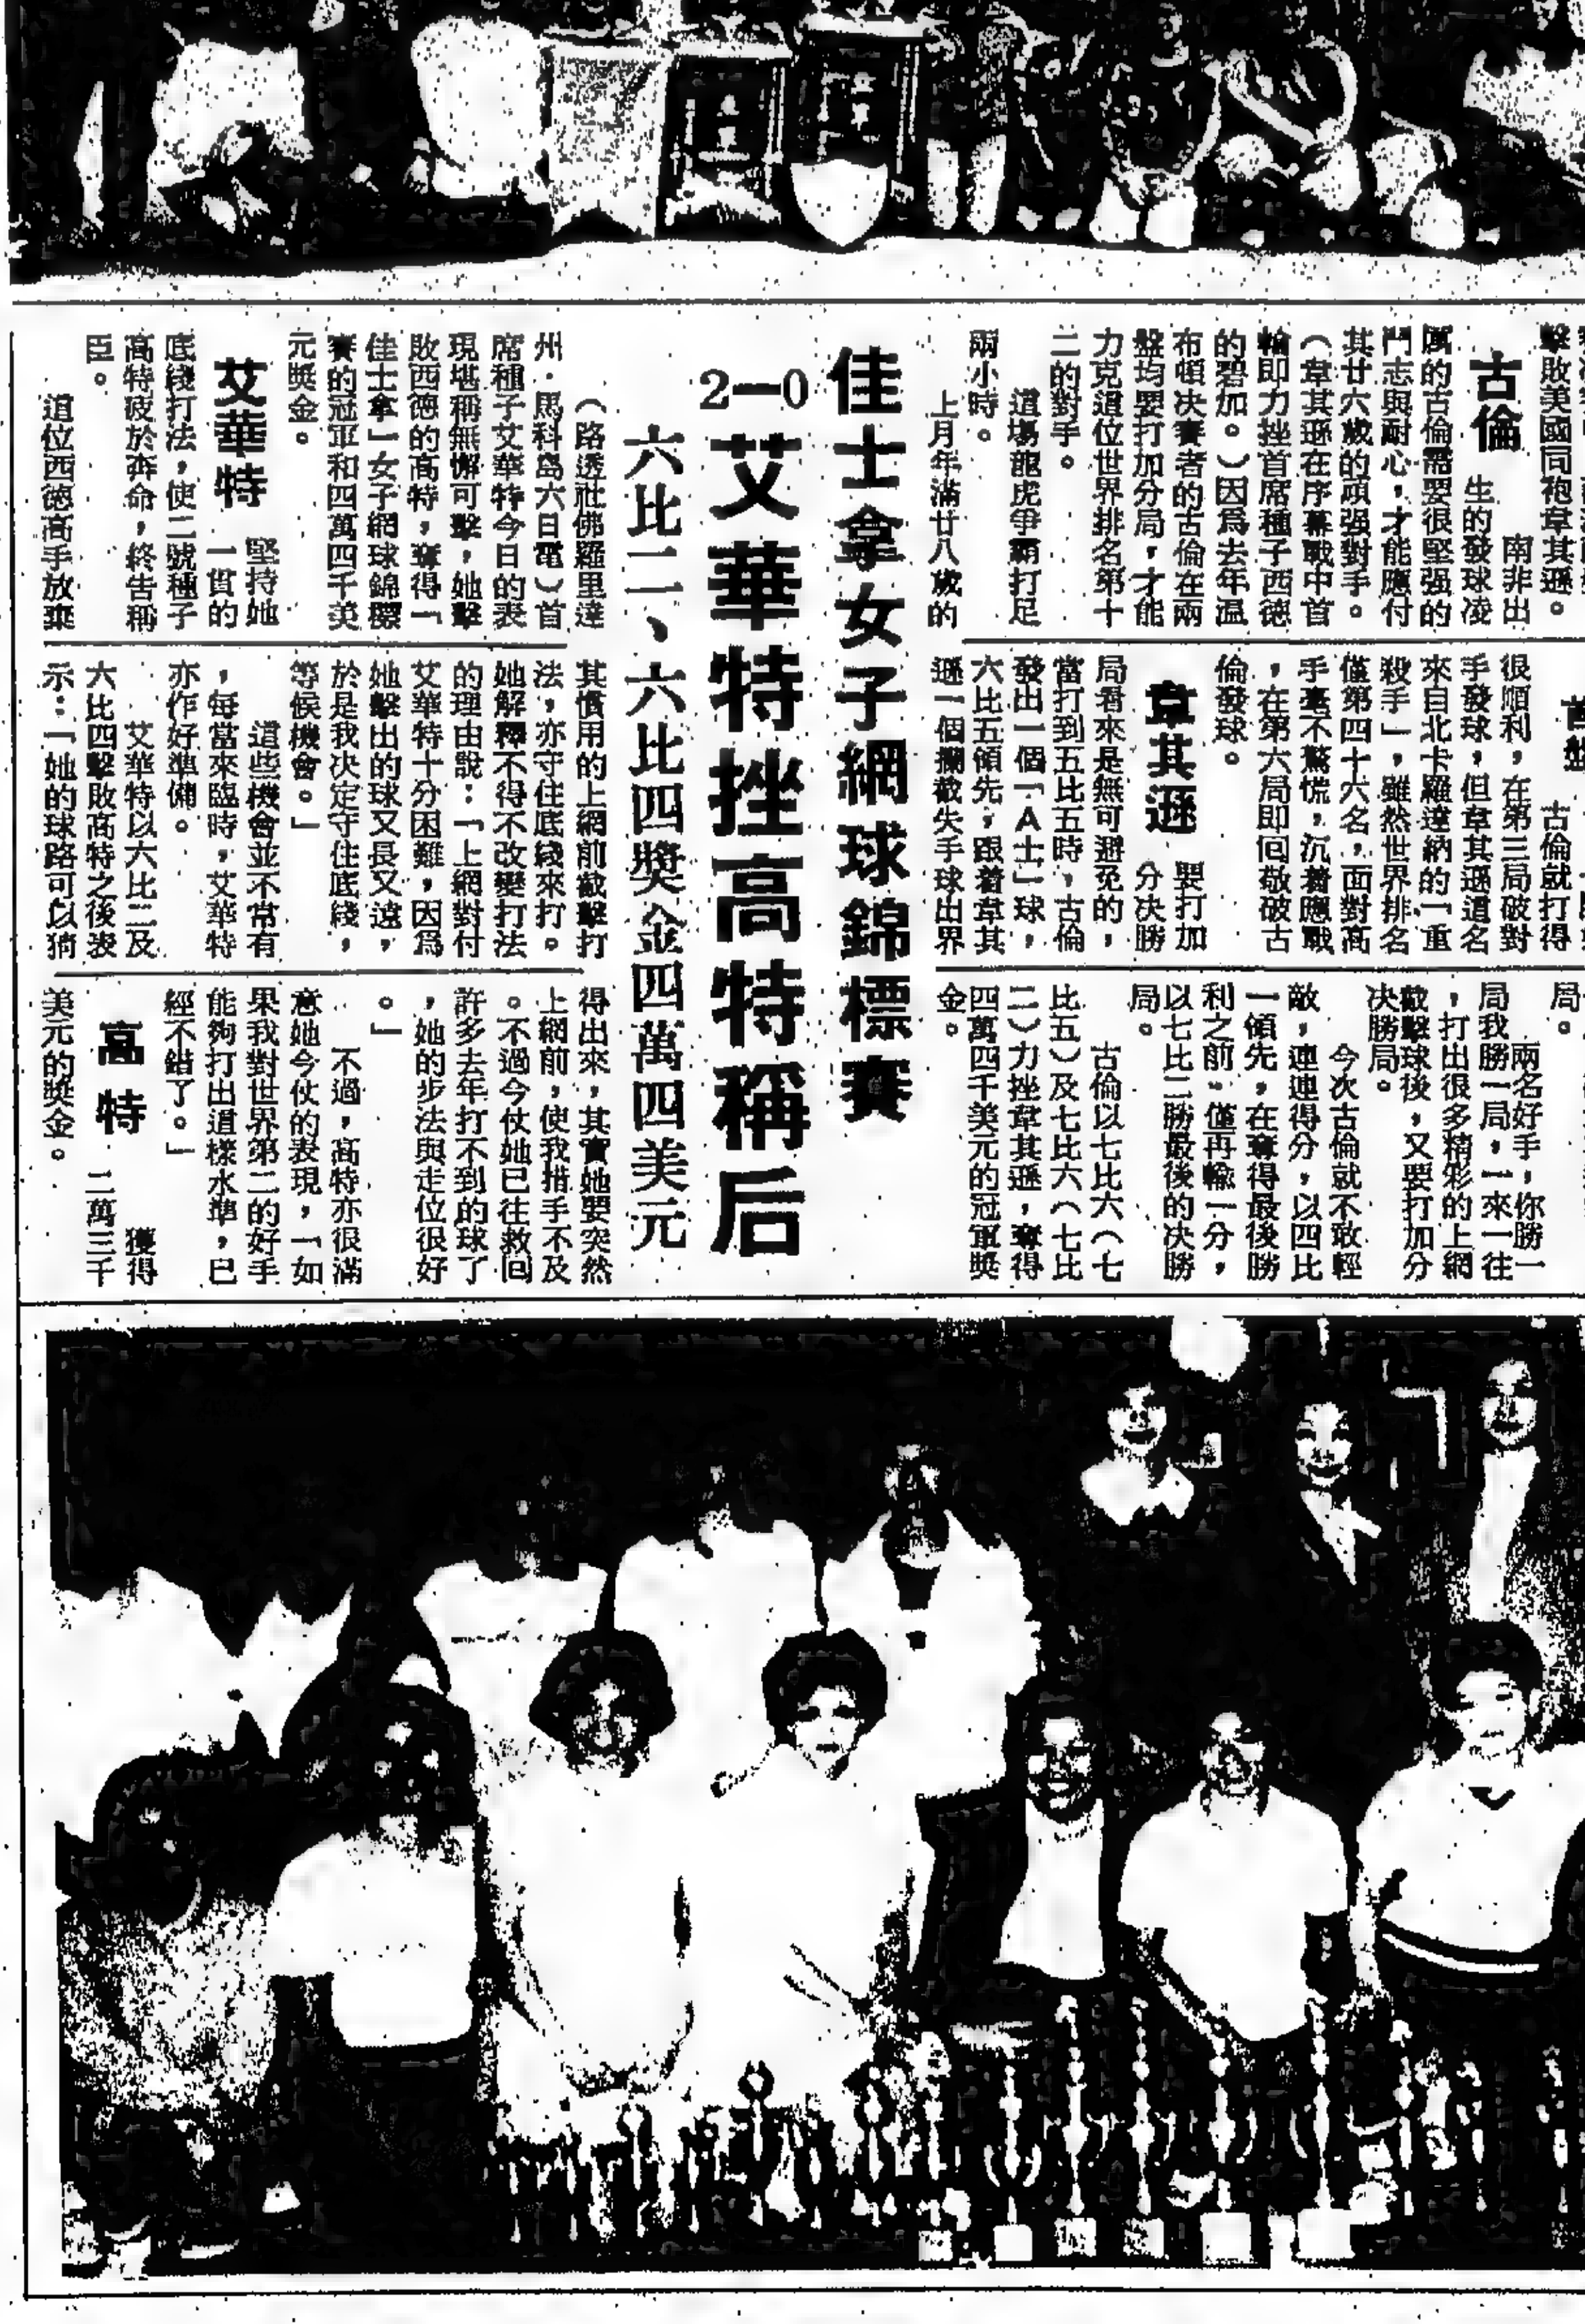 擊敗美國同袍韋其遜。
古倫
南非出
生的發球凌
厲的古倫需要很堅强的
鬥志與耐心，才能應付
其廿六歲的頑强對手。
（韋其遜在序幕戰中首
輪即力挫首席種子西德
的碧加。）因爲去年温
布頓决賽者的古倫在兩
盤均要打加分局，才能
力克這位世界排名第十
二的對手。
這場龍虎爭霸打足
兩小時。
上月年滿廿八歲的
古倫就打得
很順利，在第三局破對
手發球，但韋其遜這名
來自北卡羅達納的「重
殺手」，雖然世界排名
僅第四十六名，面對高
手毫不驚慌，沉着應戰
，在第六局即回敬破古
倫發球。
韋其遜
要打加
分决勝
局看來是無可避免的，
當打到五比五時，古倫
發出一個「A士」球，
六比五領先，跟着韋其
遜一個攔截失手球出界
局。
兩名好手，你勝一
局我勝一局，一來一往
，打出很多精彩的上網
截擊球後，又要打加分
决勝局。
今次古倫就不敢輕
敵，連連得分，以四比
一領先，在奪得最後勝
利之前，僅再輸一分，
以七比二勝最後的决勝
局。
古倫以七比六（七
比五）及七比六（七比
二）力挫韋其遜，奪得
四萬四千美元的冠軍獎
金。
佳士拿女子網球錦標賽
2—0艾華特挫高特稱后
六比二、六比四獎金四萬四美元
（路透社佛羅里達
州・馬科島六日電）首
席種子艾華特今日的表
現堪稱無懈可擊，她擊
敗西德的高特，奪得「
佳士拿」女子網球錦標
賽的冠軍和四萬四千美
元獎金。
艾華特
堅持她
一貫的
底綫打法，使二號種子
高特疲於奔命，終告稱
臣。
這位西德高手放棄
其慣用的上網前截擊打
法，亦守住底綫來打。
她解釋不得不改變打法
的理由說：「上網對付
艾華特十分困難，因爲
她擊出的球又長又遠，
於是我决定守住底綫，
等候機會。」
這些機會並不常有
，每當來臨時，艾華特
亦作好準備。
艾華特以六比二及
六比四擊敗高特之後表
示：「她的球路可以猜
得出來，其實她要突然
上網前，使我措手不及
。不過今仗她已往救回
許多去年打不到的球了
，她的步法與走位很好
。」
不過，高特亦很滿
意她今仗的表現，「如
果我對世界第二的好手
能夠打出這樣水準，已
經不錯了。」
高特
獲得
二萬三千
美元的獎金。